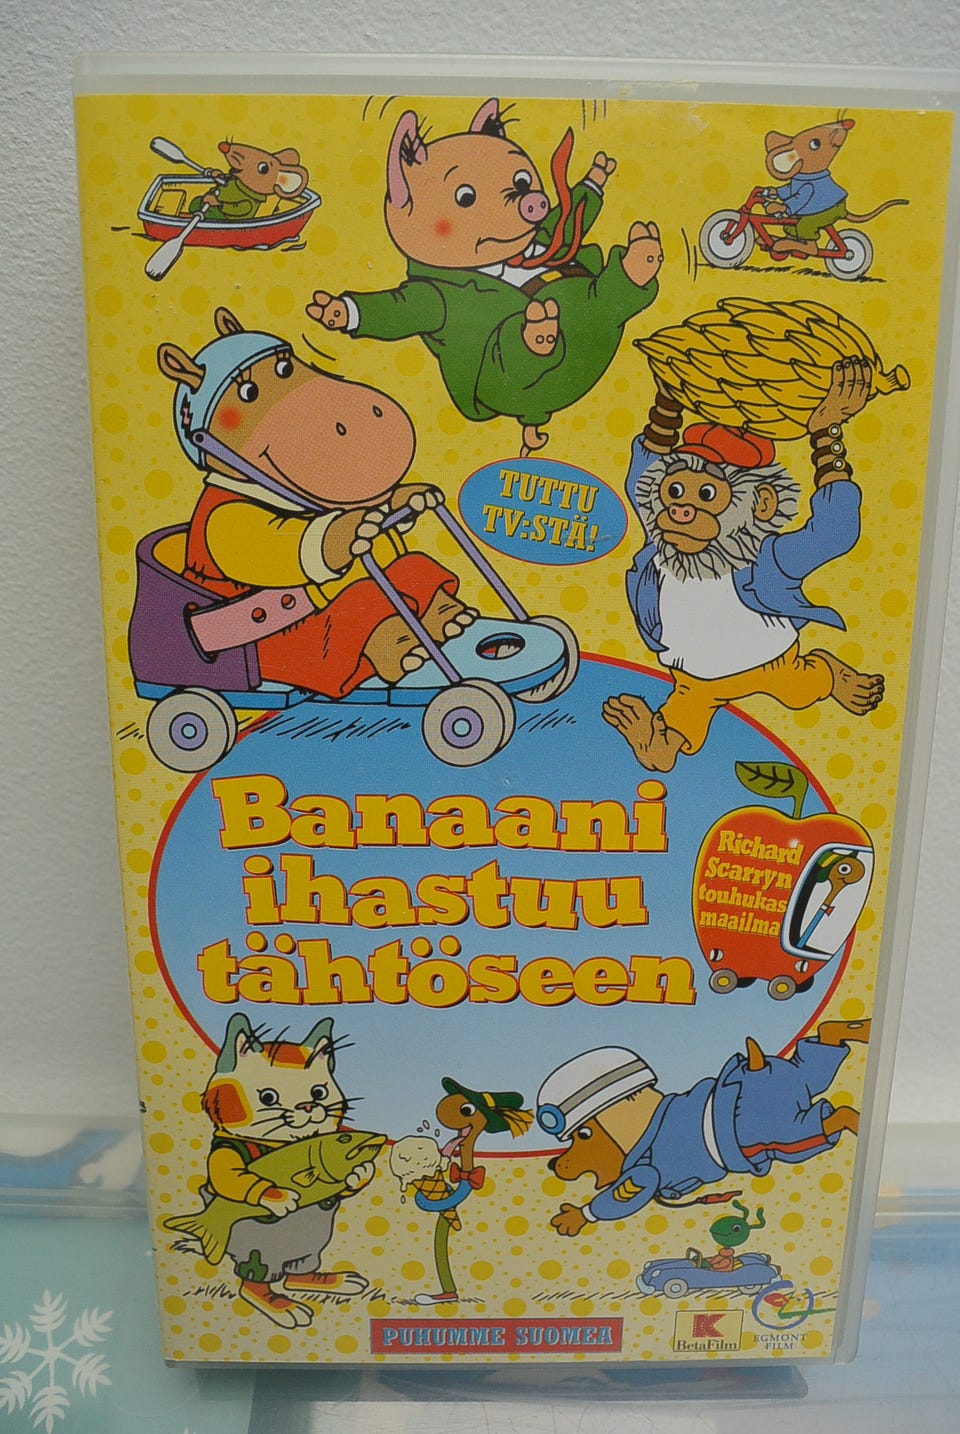 TUTTU
TV:STÄ!
Banaani
ihastuu
tähtöseen
Richard
Scarryn
touhukas
maailma
PUHUMME SUOMEA
K
BetaFilm
EGMONT
FILM